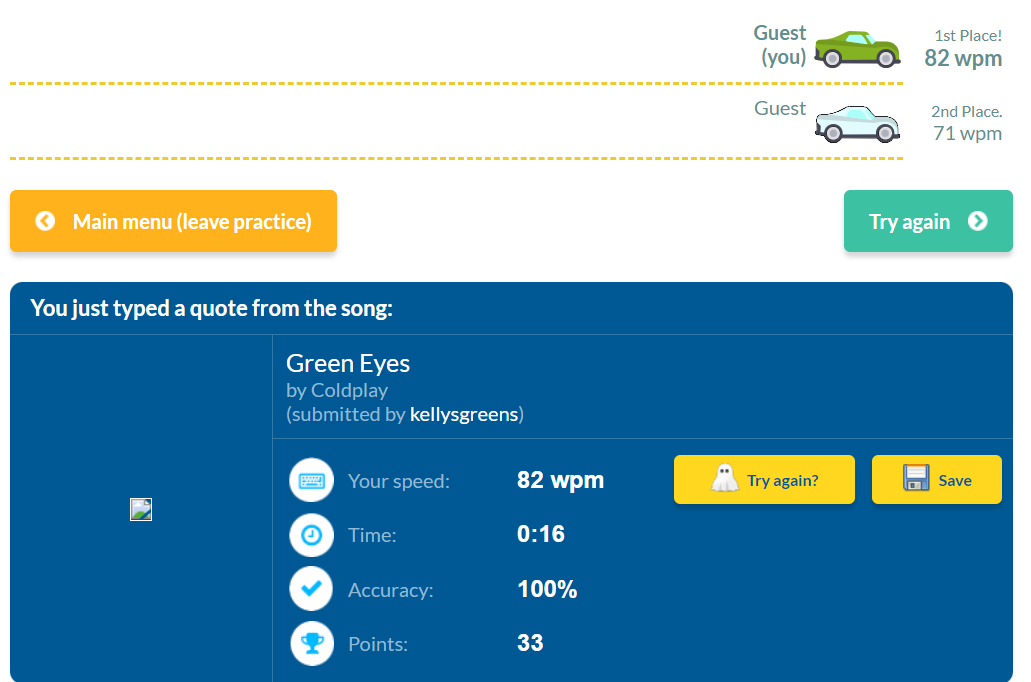 Guest
(you)
1st Place!
82 wpm
Guest
2nd Place.
71 wpm
Main menu (leave practice)
Try again
You just typed a quote from the song:
Green Eyes
by Coldplay
(submitted by kellysgreens)
Your speed: 82 wpm
Try again?
Save
Time: 0:16
Accuracy: 100%
Points: 33